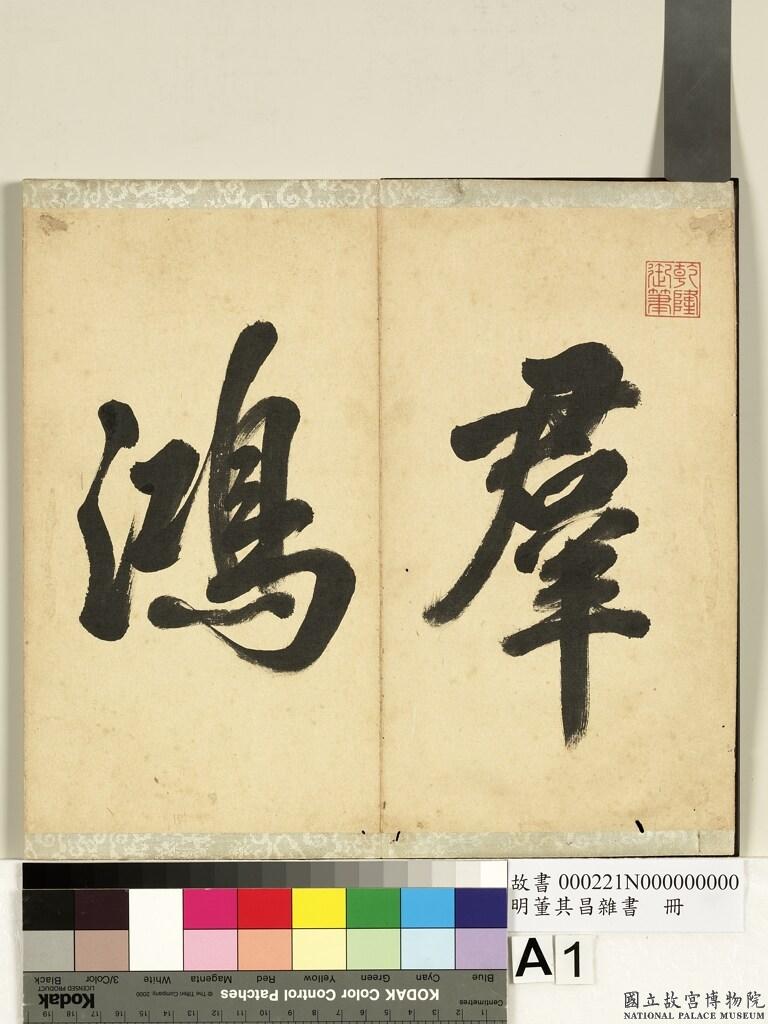 羣
鴻
乾隆
御筆
故書 000221N000000000
明董其昌雜書 冊
A1
Blue Cyan Green Yellow Red Magenta White 3/Color Black
KODAK Color Control Patches © The Tiffen Company, 2000 Kodak LICENSED PRODUCT
Centimetres 1 2 3 4 5 6 7 8 9 10 11 12 13 14 15 16 17 18 19
國立故宮博物院
NATIONAL PALACE MUSEUM